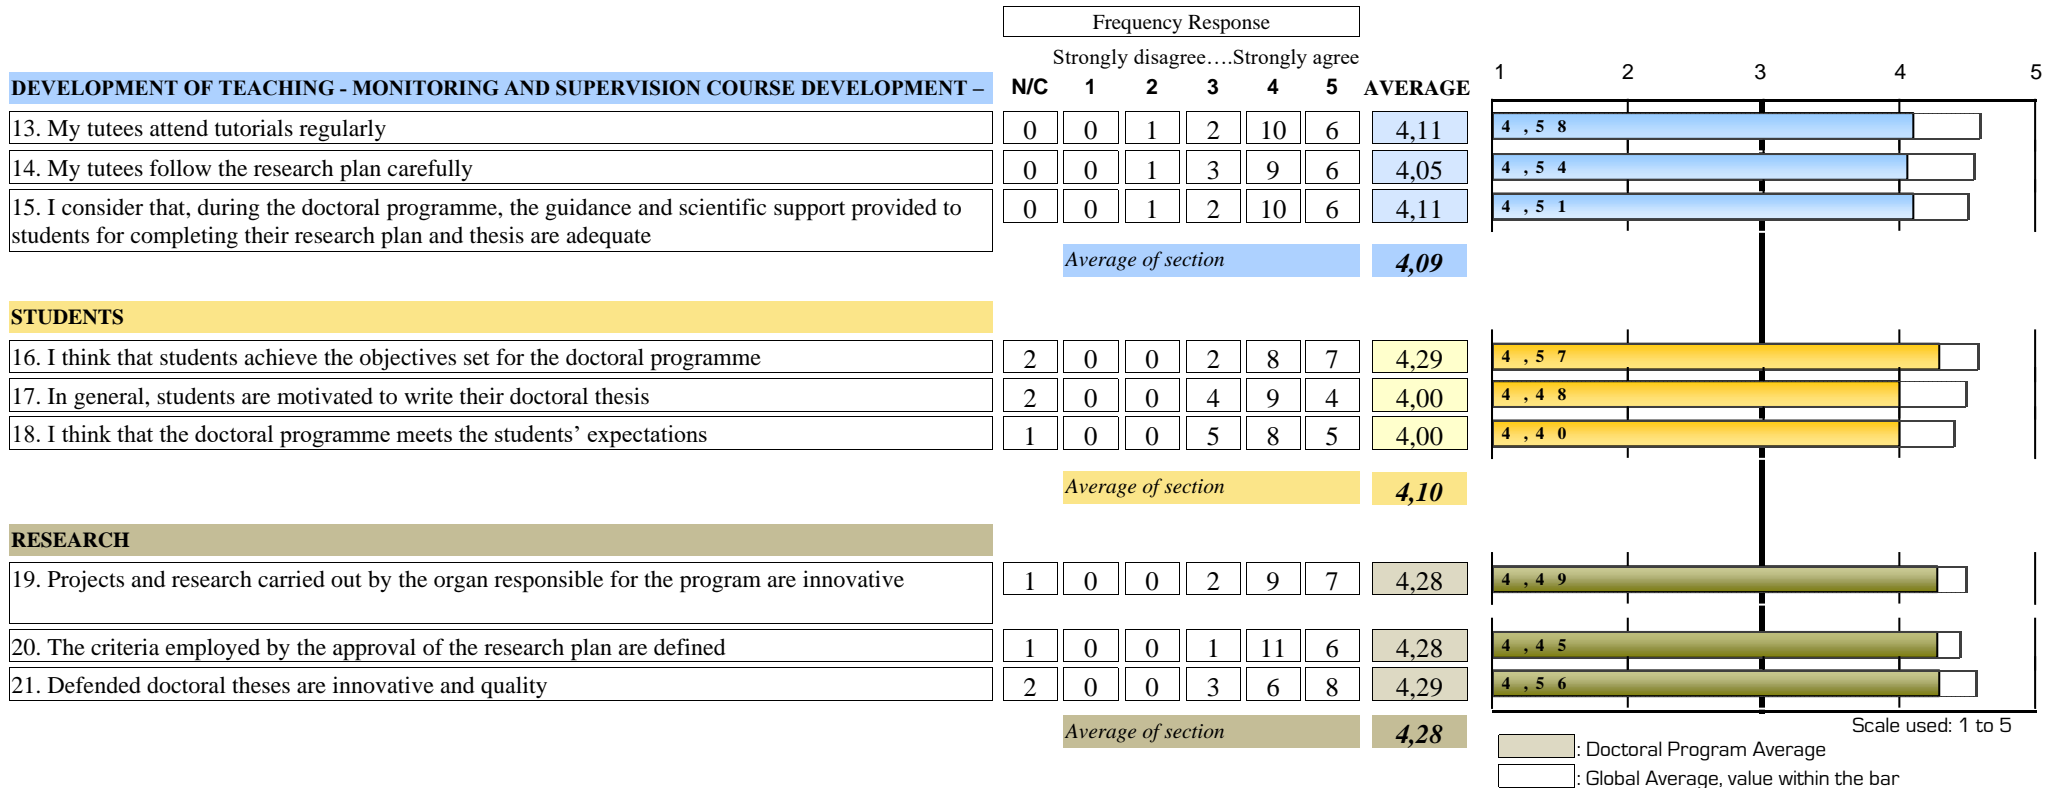 Frequency Response
Strongly disagree….Strongly agree
DEVELOPMENT OF TEACHING - MONITORING AND SUPERVISION COURSE DEVELOPMENT – N/C 1 2 3 4 5 AVERAGE
1 2 3 4 5
13. My tutees attend tutorials regularly 0 0 1 2 10 6 4,11 4,58
14. My tutees follow the research plan carefully 0 0 1 3 9 6 4,05 4,54
15. I consider that, during the doctoral programme, the guidance and scientific support provided to 0 0 1 2 10 6 4,11 4,51
students for completing their research plan and thesis are adequate
Average of section 4,09
STUDENTS
16. I think that students achieve the objectives set for the doctoral programme 2 0 0 2 8 7 4,29 4,57
17. In general, students are motivated to write their doctoral thesis 2 0 0 4 9 4 4,00 4,48
18. I think that the doctoral programme meets the students’ expectations 1 0 0 5 8 5 4,00 4,40
Average of section 4,10
RESEARCH
19. Projects and research carried out by the organ responsible for the program are innovative 1 0 0 2 9 7 4,28 4,49
20. The criteria employed by the approval of the research plan are defined 1 0 0 1 11 6 4,28 4,45
21. Defended doctoral theses are innovative and quality 2 0 0 3 6 8 4,29 4,56
Average of section 4,28
Scale used: 1 to 5
: Doctoral Program Average
: Global Average, value within the bar